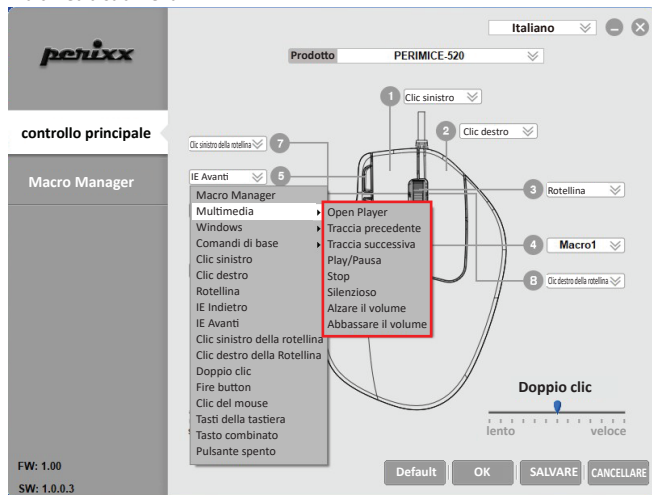 Italiano
perixx
Prodotto PERIMICE-520
1 Clic sinistro
2 Clic destro
controllo principale
Clic sinistro della rotellina 7
IE Avanti 5
Macro Manager
3 Rotellina
4 Macro1
8 Clic destro della rotellina
Macro Manager
Multimedia
Windows
Comandi di base
Clic sinistro
Clic destro
Rotellina
IE Indietro
IE Avanti
Clic sinistro della rotellina
Clic destro della Rotellina
Doppio clic
Fire button
Clic del mouse
Tasti della tastiera
Tasto combinato
Pulsante spento
Open Player
Traccia precedente
Traccia successiva
Play/Pausa
Stop
Silenzioso
Alzare il volume
Abbassare il volume
Doppio clic
lento veloce
FW: 1.00
SW: 1.0.0.3
Default OK SALVARE CANCELLARE